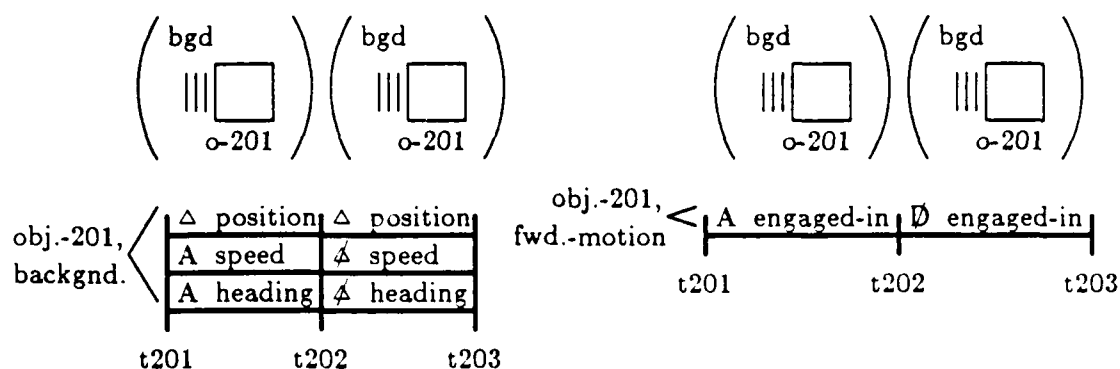 bgd bgd bgd bgd
o-201 o-201 o-201 o-201
obj.-201, backgnd.
△ position △ position
A speed ∆̸ speed
A heading ∆̸ heading
t201 t202 t203
obj.-201, fwd.-motion
A engaged-in D̸ engaged-in
t201 t202 t203